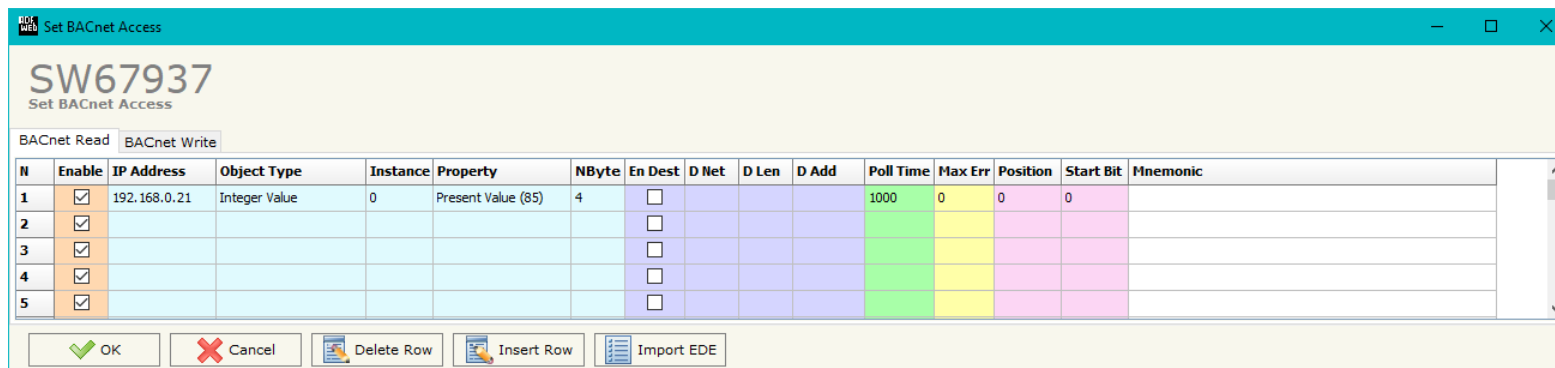 ADF WEB Set BACnet Access
SW67937
Set BACnet Access
BACnet Read BACnet Write
N Enable IP Address Object Type Instance Property NByte En Dest D Net D Len D Add Poll Time Max Err Position Start Bit Mnemonic
1 192.168.0.21 Integer Value 0 Present Value (85) 4 1000 0 0 0
2
3
4
5
OK Cancel Delete Row Insert Row Import EDE